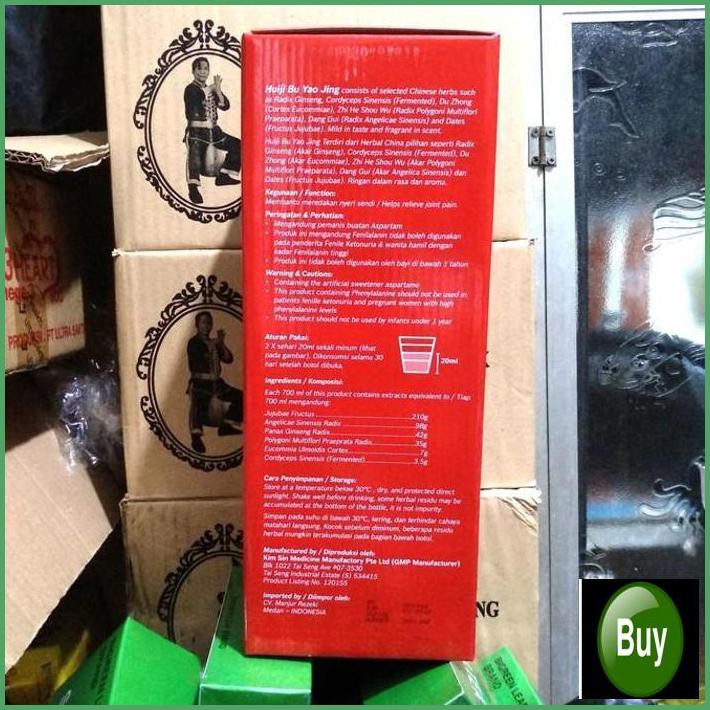 Huiji Bu Yao Jing consists of selected Chinese herbs such
as Radix Ginseng, Cordyceps Sinensis (Fermented), Du Zhong
(Cortex Eucommiae), Zhi He Shou Wu (Radix Polygoni Multiflori
Praeparata), Dang Gui (Radix Angelicae Sinensis) and Dates
(Fructus Jujubae). Mild in taste and fragrant in scent.
Huiji Bu Yao Jing Terdiri dari Herbal China pilihan seperti Radix
Ginseng (Akar Ginseng), Cordyceps Sinensis (Fermented), Du
Zhong (Akar Eucommiae), Zhi He Shou Wu (Akar Polygoni
Multiflori Praeparata), Dang Gui (Akar Angelica Sinensis) dan
Dates (Fructus Jujubae). Ringan dalam rasa dan aroma.
Kegunaan / Function:
Membantu meredakan nyeri sendi / Helps relieve joint pain.
Peringatan & Perhatian:
• Mengandung pemanis buatan Aspartam
• Produk ini mengandung Fenilalanin tidak boleh digunakan
pada penderita Fenile Ketonuria & wanita hamil dengan
kadar Fenilalanin tinggi
• Produk ini tidak boleh digunakan oleh bayi di bawah 1 tahun
Warning & Cautions:
• Containing the artificial sweetener aspartame
• This product containing Phenylalanine should not be used in
patients fenille ketonuria and pregnant women with high
phenylalanine levels
• This product should not be used by infants under 1 year
Aturan Pakai:
2 X sehari 20ml sekali minum (lihat
pada gambar). Dikonsumsi selama 30
hari setelah botol dibuka.
20ml
Ingredients / Komposisi:
Each 700 ml of this product contains extracts equivalent to / Tiap
700 ml mengandung:
Jujubae Fructus 210g
Angelicae Sinensis Radix 98g
Panax Ginseng Radix 42g
Polygoni Multiflori Praeprata Radix 35g
Eucommia Ulmoidis Cortex 7g
Cordyceps Sinensis (Fermented) 3.5g
Cara Penyimpanan / Storage:
Store at a temperature below 30°C , dry, and protected direct
sunlight. Shake well before drinking, some herbal residu may be
accumulated at the bottom of the bottle, it is not impurity.
Simpan pada suhu di bawah 30°C, kering, dan terhindar cahaya
matahari langsung. Kocok sebelum diminum, beberapa residu
herbal mungkin terakumulasi pada bagian bawah botol.
Manufactured by / Diproduksi oleh:
Kim Sin Medicine Manufactory Pte Ltd (GMP Manufacturer)
Blk 1022 Tai Seng Ave #07-3530
Tai Seng Industrial Estate (S) 534415
Product Listing No. 120155
Imported by / Diimpor oleh:
CV. Manjur Rezeki
Medan – INDONESIA
NG
BIGREEN LEA
BRAND
Buy